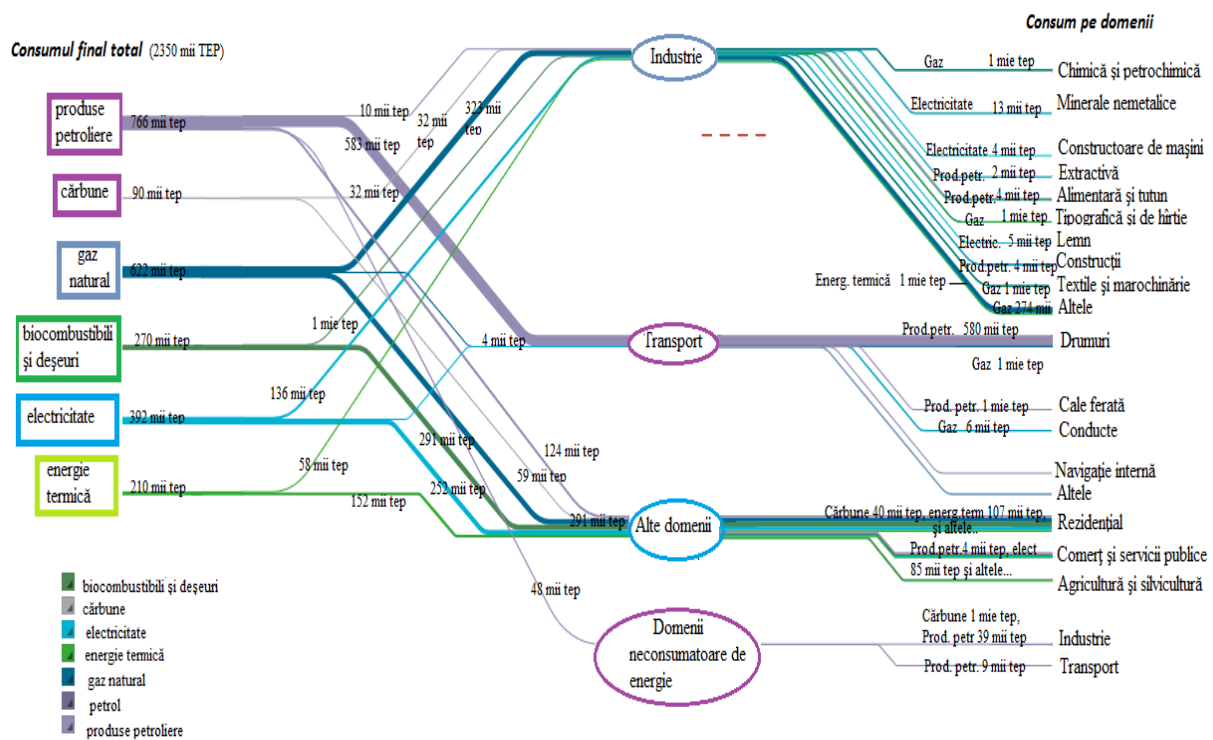 Consum pe domenii
Consumul final total (2350 mii TEP)
produse
petroliere
766 mii tep
cărbune
90 mii tep
gaz
natural
622 mii tep
biocombustibili
și deșeuri
270 mii tep
electricitate
392 mii tep
energie
termică
210 mii tep
10 mii tep
583 mii tep
32 mii
tep
323 mii
tep
32 mii tep
1 mie tep
4 mii tep
136 mii tep
291 mii tep
58 mii tep
252 mii tep
152 mii tep
124 mii tep
59 mii tep
291 mii tep
48 mii tep
Industrie
Transport
Alte domenii
Domenii
neconsumatoare de
energie
Gaz 1 mie tep
Chimică și petrochimică
Electricitate 13 mii tep
Minerale nemetalice
Electricitate 4 mii tep
Constructoare de mașini
Prod.petr. 2 mii tep
Extractivă
Prod.petr. 4 mii tep
Alimentară și tutun
Gaz 1 mie tep
Tipografică și de hîrtie
Electric. 5 mii tep
Lemn
Prod.petr. 4 mii tep
Construcții
Energ. termică 1 mie tep
Gaz 1 mie tep
Textile și marochinărie
Gaz 274 mii
Altele
Prod.petr. 580 mii tep
Drumuri
Gaz 1 mie tep
Prod. petr. 1 mie tep
Cale ferată
Gaz 6 mii tep
Conducte
Navigație internă
Altele
Cărbune 40 mii tep, energ.term 107 mii tep,
și altele..
Rezidențial
Prod.petr.4 mii tep, elect
Comerț și servicii publice
85 mii tep și altele...
Agricultură și silvicultură
Cărbune 1 mie tep,
Prod. petr 39 mii tep
Industrie
Prod. petr. 9 mii tep
Transport
biocombustibili și deșeuri
cărbune
electricitate
energie termică
gaz natural
petrol
produse petroliere